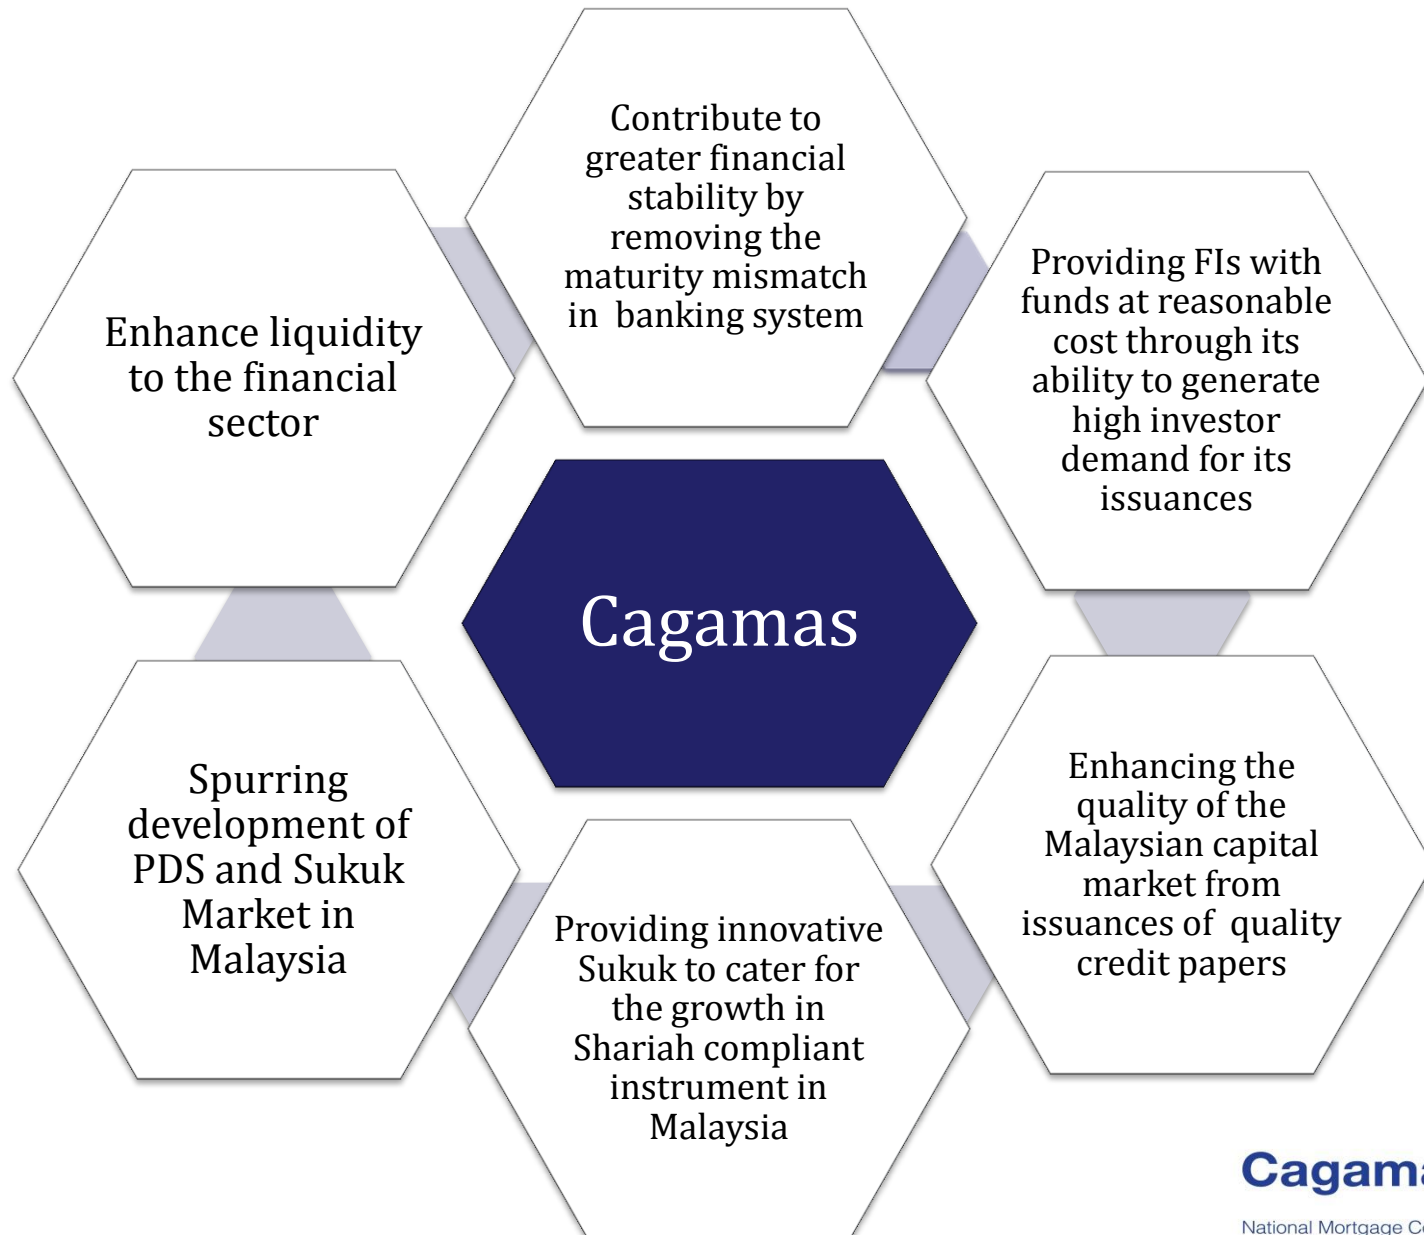 Contribute to
greater financial
stability by
removing the
maturity mismatch
in banking system
Providing FIs with
funds at reasonable
cost through its
ability to generate
high investor
demand for its
issuances
Enhancing the
quality of the
Malaysian capital
market from
issuances of quality
credit papers
Providing innovative
Sukuk to cater for
the growth in
Shariah compliant
instrument in
Malaysia
Spurring
development of
PDS and Sukuk
Market in
Malaysia
Enhance liquidity
to the financial
sector
Cagamas
National Mortgage